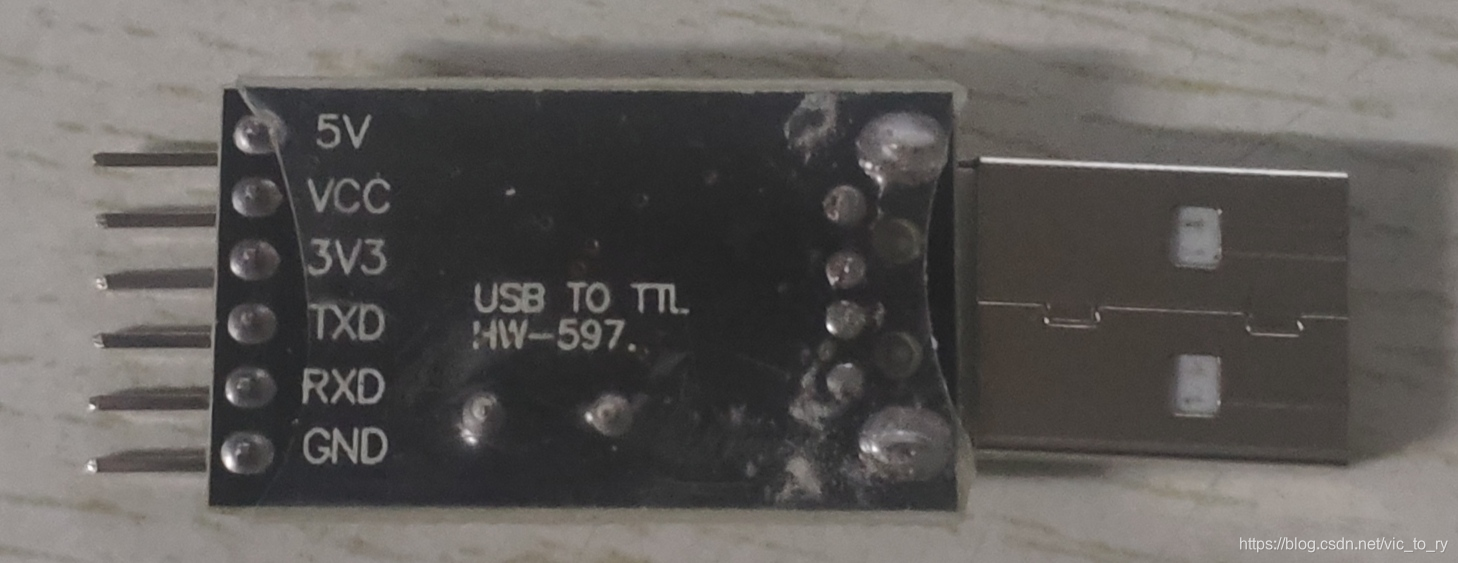 5V
VCC
3V3
TXD
RXD
GND
USB TO TTL
HW-597.
https://blog.csdn.net/vic_to_ry